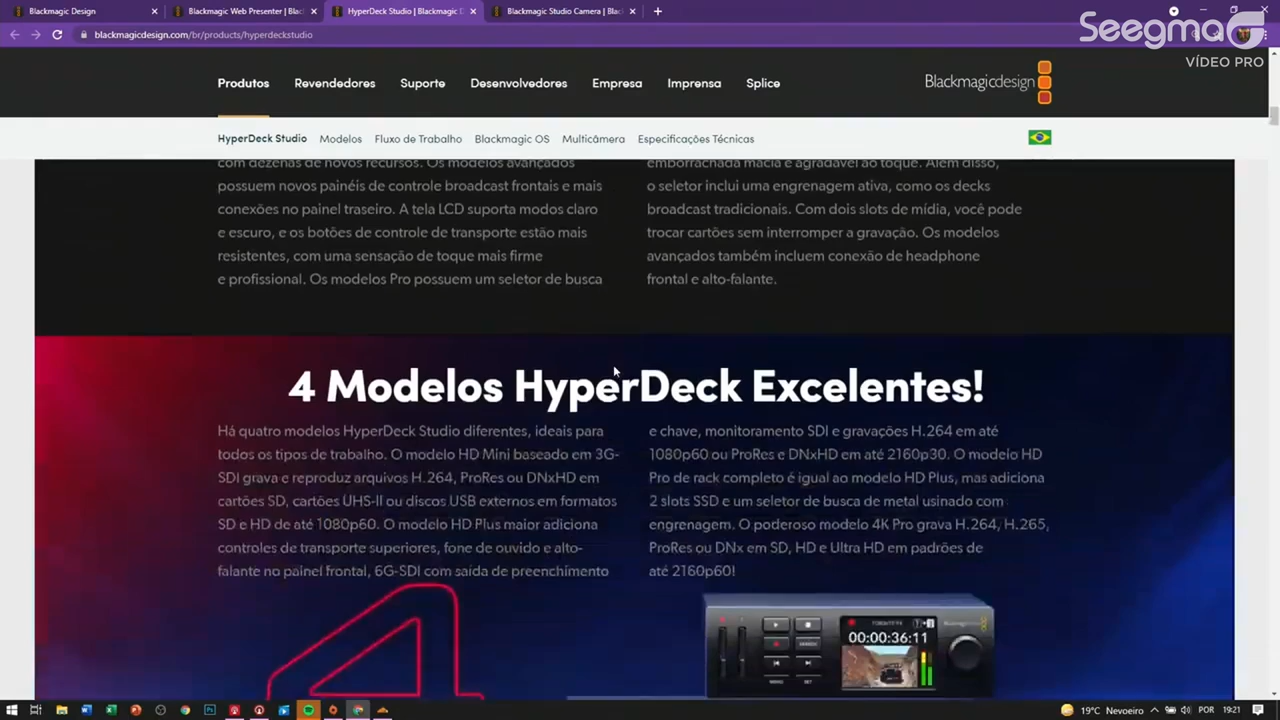 Blackmagic Design
Blackmagic Web Presenter | Blac
HyperDeck Studio | Blackmagic D
Blackmagic Studio Camera | Blac
Seegma
VÍDEO PRO
blackmagicdesign.com/br/products/hyperdeckstudio
Produtos Revendedores Suporte Desenvolvedores Empresa Imprensa Splice
Blackmagicdesign
HyperDeck Studio Modelos Fluxo de Trabalho Blackmagic OS Multicâmera Especificações Técnicas
com dezenas de novos recursos. Os modelos avançados
possuem novos painéis de controle broadcast frontais e mais
conexões no painel traseiro. A tela LCD suporta modos claro
e escuro, e os botões de controle de transporte estão mais
resistentes, com uma sensação de toque mais firme
e profissional. Os modelos Pro possuem um seletor de busca
emborrachada macia e agradável ao toque. Além disso,
o seletor inclui uma engrenagem ativa, como os decks
broadcast tradicionais. Com dois slots de mídia, você pode
trocar cartões sem interromper a gravação. Os modelos
avançados também incluem conexão de headphone
frontal e alto-falante.
4 Modelos HyperDeck Excelentes!
Há quatro modelos HyperDeck Studio diferentes, ideais para
todos os tipos de trabalho. O modelo HD Mini baseado em 3G-
SDI grava e reproduz arquivos H.264, ProRes ou DNxHD em
cartões SD, cartões UHS-II ou discos USB externos em formatos
SD e HD de até 1080p60. O modelo HD Plus maior adiciona
controles de transporte superiores, fone de ouvido e alto-
falante no painel frontal, 6G-SDI com saída de preenchimento
e chave, monitoramento SDI e gravações H.264 em até
1080p60 ou ProRes e DNxHD em até 2160p30. O modelo HD
Pro de rack completo é igual ao modelo HD Plus, mas adiciona
2 slots SSD e um seletor de busca de metal usinado com
engrenagem. O poderoso modelo 4K Pro grava H.264, H.265,
ProRes ou DNx em SD, HD e Ultra HD em padrões de
até 2160p60!
4
00:00:36:11
MENU
SET
19°C Nevoeiro
POR
19:21